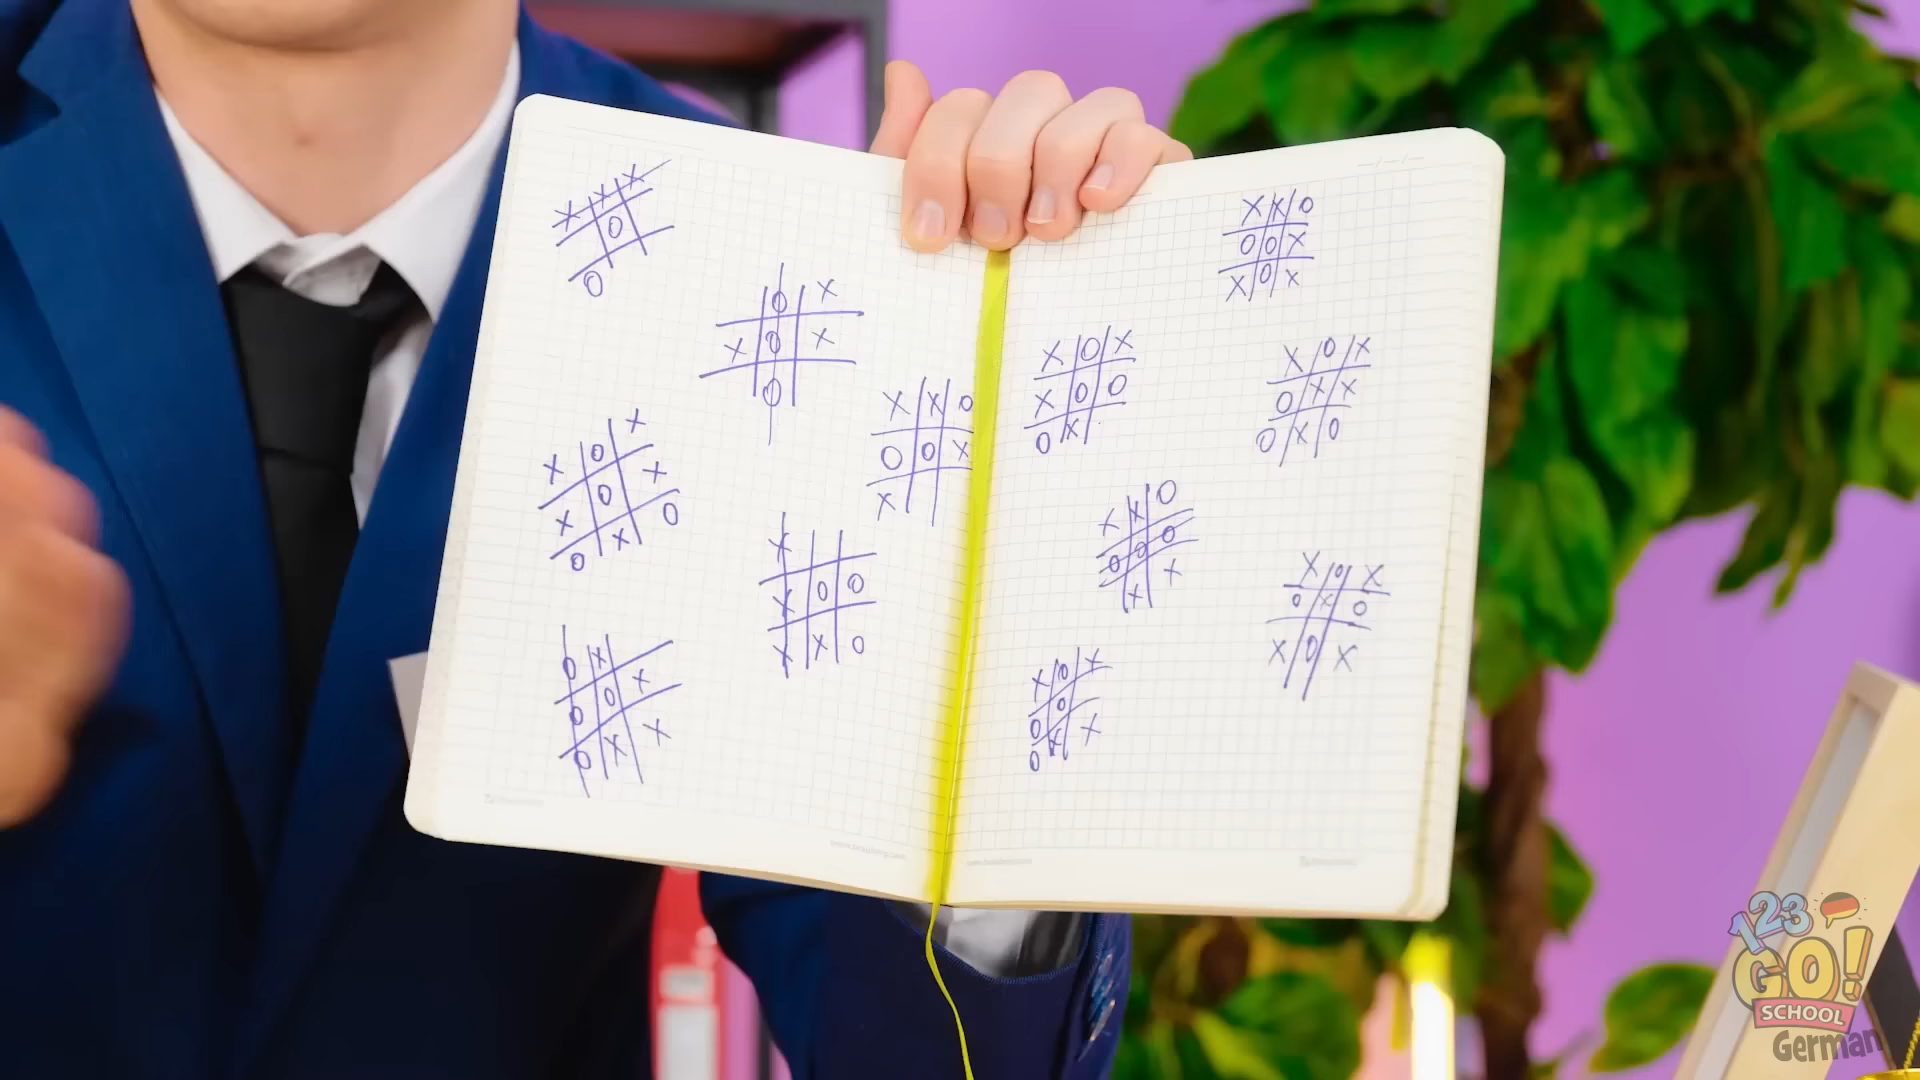 X X X
O
O
O X
X O X
O
X O X
X O X
O X O
X X O
O O X
X
X
X O O
X X O
O X
O O X
O X X
X X O
O O X
X O X
X O X
X O O
O X
X O X
O X X
O X O
X X O
O O O
X X
X O X
O X O
X O X
X O X
O O
O X X
123
GO!
SCHOOL
German